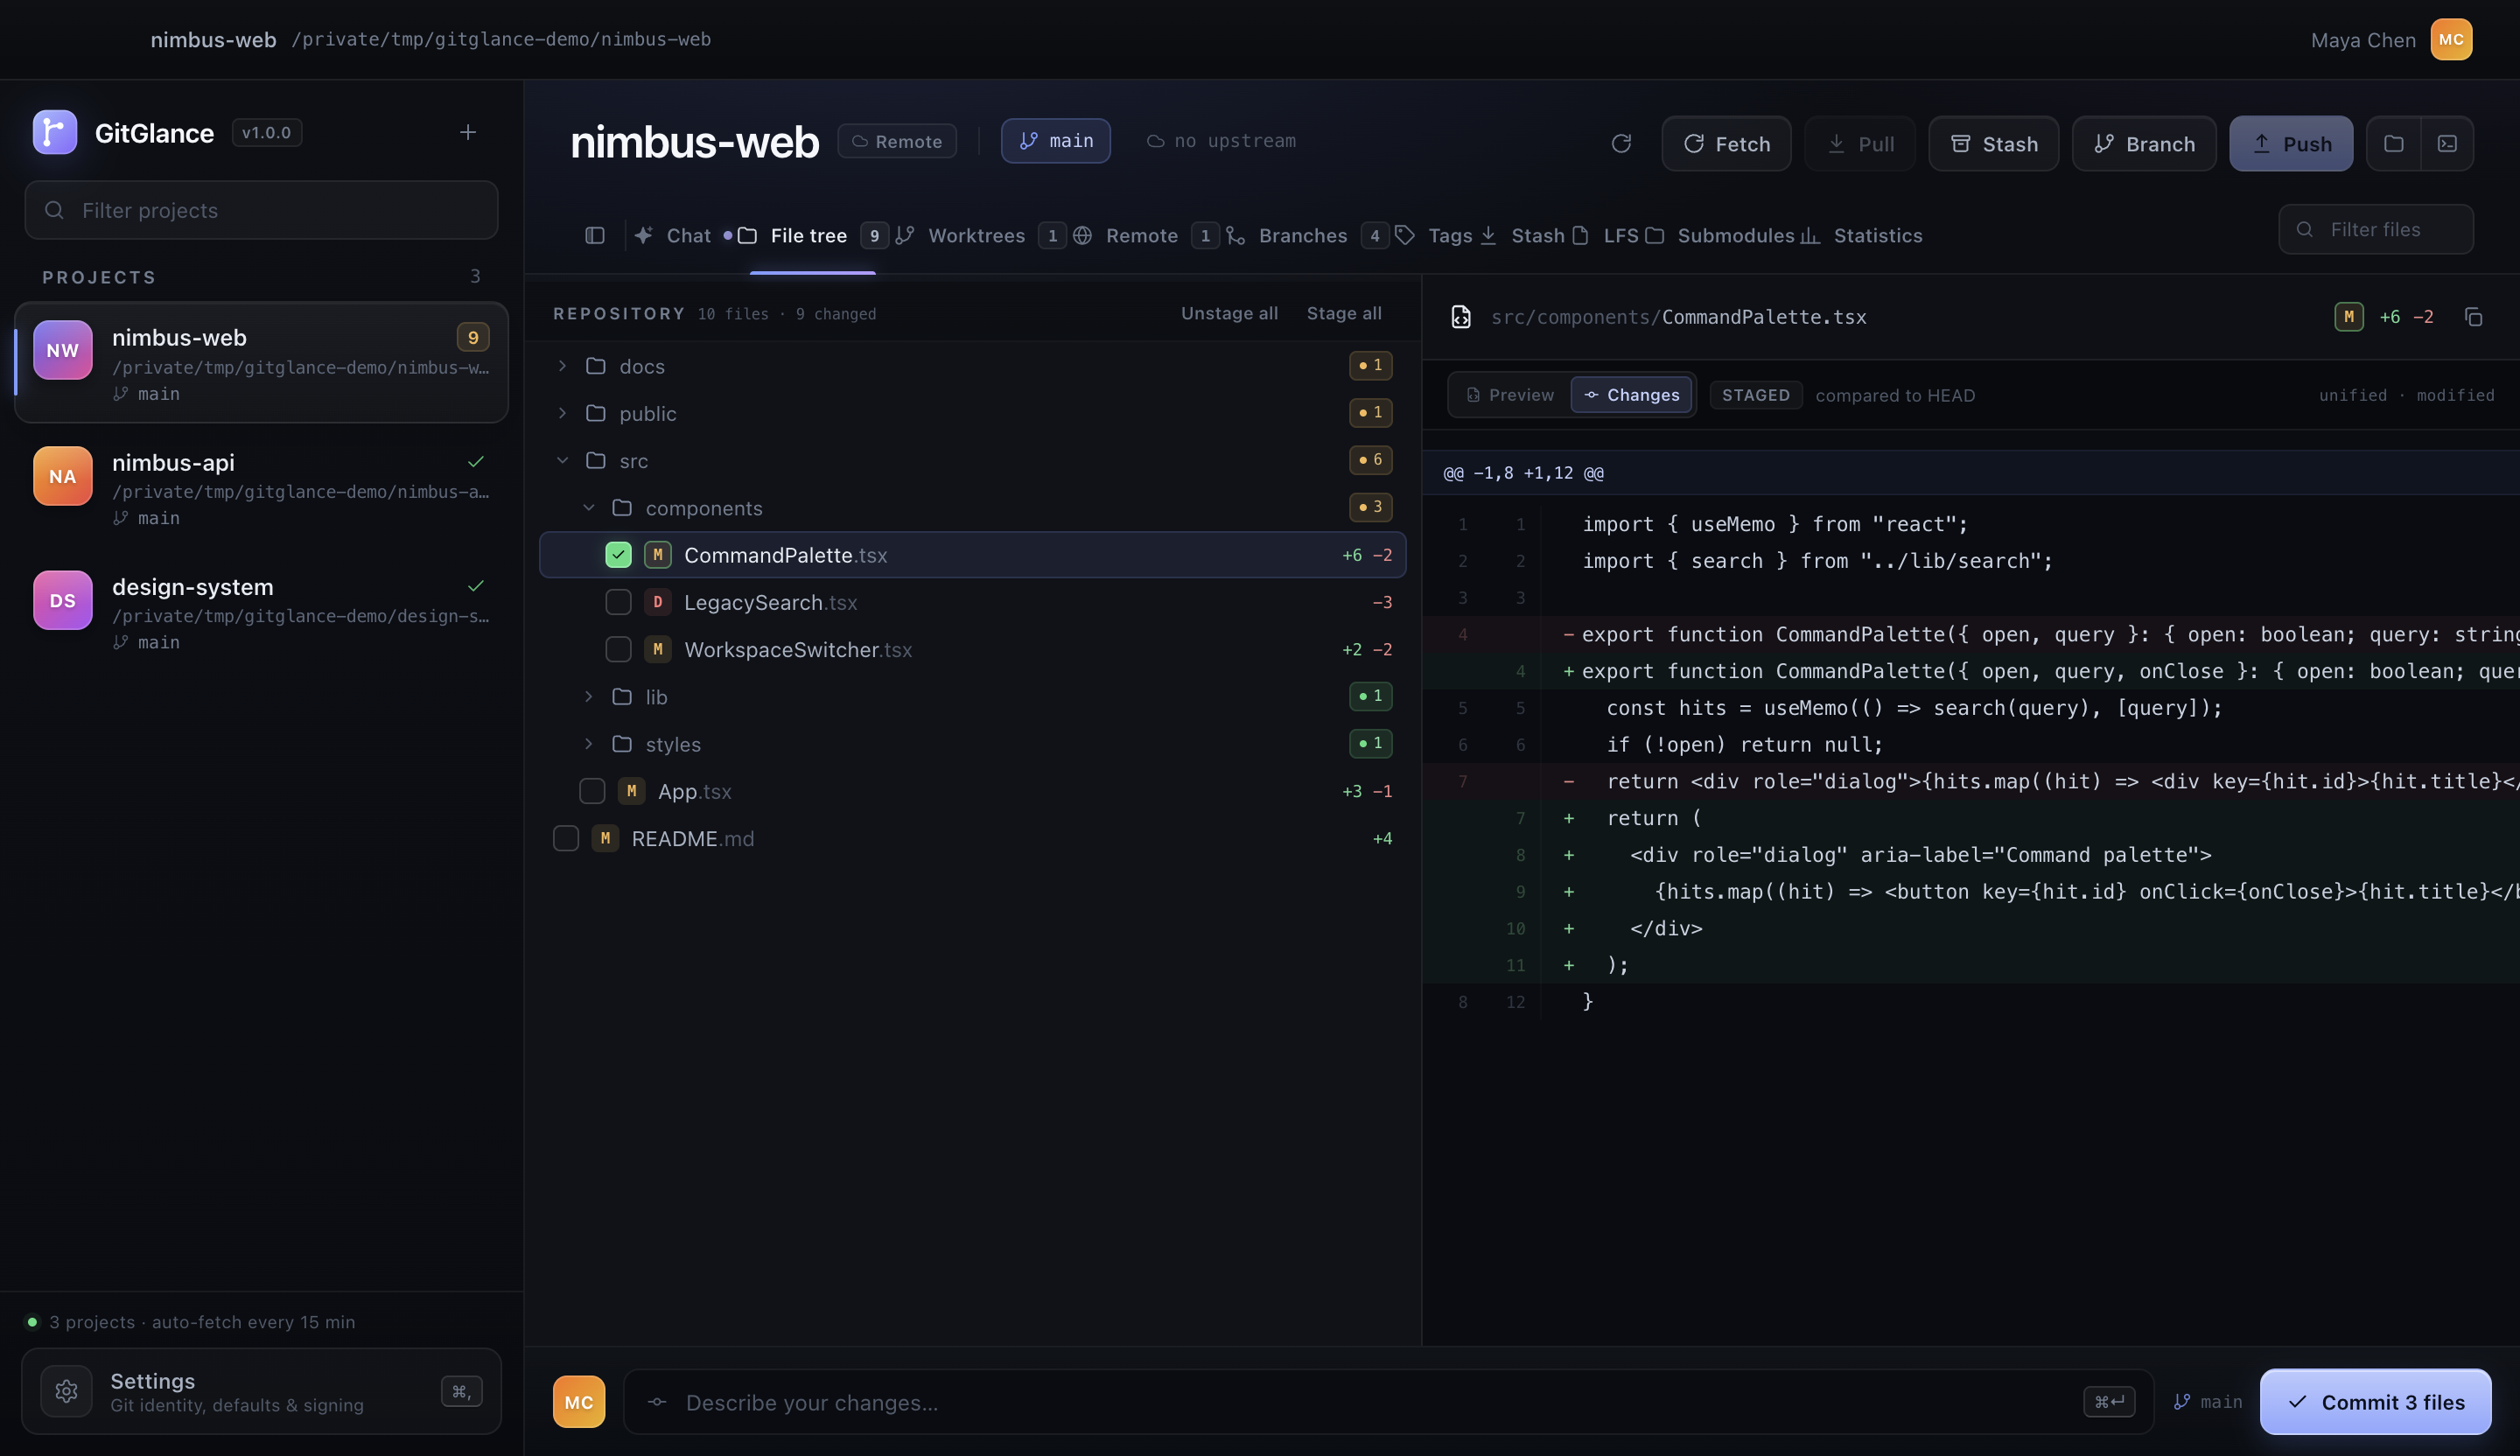 nimbus-web /private/tmp/gitglance-demo/nimbus-web
Maya Chen MC
GitGlance v1.0.0
Filter projects
PROJECTS 3
NW nimbus-web 9
/private/tmp/gitglance-demo/nimbus-w…
main
NA nimbus-api
/private/tmp/gitglance-demo/nimbus-a…
main
DS design-system
/private/tmp/gitglance-demo/design-s…
main
3 projects · auto-fetch every 15 min
Settings
Git identity, defaults & signing
⌘,
nimbus-web Remote main no upstream
Fetch Pull Stash Branch Push
Chat File tree 9 Worktrees 1 Remote 1 Branches 4 Tags Stash LFS Submodules Statistics
Filter files
REPOSITORY 10 files · 9 changed Unstage all Stage all
docs 1
public 1
src 6
components 3
M CommandPalette.tsx +6 −2
D LegacySearch.tsx −3
M WorkspaceSwitcher.tsx +2 −2
lib 1
styles 1
M App.tsx +3 −1
M README.md +4
src/components/CommandPalette.tsx M +6 −2
Preview Changes STAGED compared to HEAD unified · modified
@@ −1,8 +1,12 @@
1 1 import { useMemo } from "react";
2 2 import { search } from "../lib/search";
3 3
4 − export function CommandPalette({ open, query }: { open: boolean; query: string
4 + export function CommandPalette({ open, query, onClose }: { open: boolean; quer
5 5 const hits = useMemo(() => search(query), [query]);
6 6 if (!open) return null;
7 − return <div role="dialog">{hits.map((hit) => <div key={hit.id}>{hit.title}</
7 + return (
8 + <div role="dialog" aria-label="Command palette">
9 + {hits.map((hit) => <button key={hit.id} onClick={onClose}>{hit.title}</b
10 + </div>
11 + );
8 12 }
MC Describe your changes… ⌘↵ main Commit 3 files